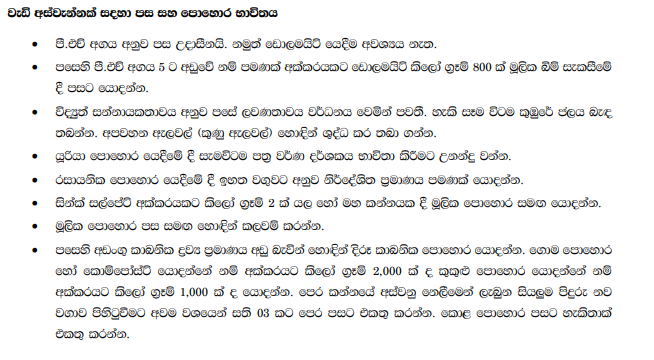 වැඩි අස්වැන්නක් සඳහා පස සහ පොහොර භාවිතය
• පී.එච් අගය අනුව පස උදාසීනයි. නමුත් ඩොලමයිට් යෙදීම අවශ්‍යය නැත.
• පසෙහි පී.එච් අගය 5 ට අඩුවේ නම් පමණක් අක්කරයකට ඩොලමයිට් කිලෝ ග්‍රෑම් 800 ක් මූලික බිම් සැකසීමේ
දී පසට යොදන්න.
• විද්‍යුත් සන්නායකතාවය අනුව පසේ ලවණතාවය වර්ධනය වෙමින් පවතී. හැකි සෑම විටම කුඹුරේ ජලය බැඳ
තබන්න. අපවහන ඇලවල් (කුණු ඇලවල්) හොඳින් ශුද්ධ කර තබා ගන්න.
• යූරියා පොහොර යෙදීමේ දී සැමවිටම පත්‍ර වර්ණ දර්ශකය භාවිතා කිරීමට උනන්දු වන්න.
• රසායනික පොහොර යෙදීමේ දී ඉහත වගුවට අනුව නිර්දේශිත ප්‍රමාණය පමණක් යොදන්න.
• සින්ක් සල්පේට් අක්කරයකට කිලෝ ග්‍රෑම් 2 ක් යල හෝ මහ කන්නයක දී මූලික පොහොර සමඟ යොදන්න.
• මූලික පොහොර පස සමඟ හොඳින් කලවම් කරන්න.
• පසෙහි අඩංගු කාබනික ද්‍රව්‍ය ප්‍රමාණය අඩු බැවින් හොඳින් දිරූ කාබනික පොහොර යොදන්න. ගොම පොහොර
හෝ කොම්පෝස්ට් යොදන්නේ නම් අක්කරයට කිලෝ ග්‍රෑම් 2,000 ක් ද කුකුළු පොහොර යොදන්නේ නම්
අක්කරයකට කිලෝ ග්‍රෑම් 1,000 ක් ද යොදන්න. පෙර කන්නයේ අස්වනු නෙලීමෙන් ලැබුන සියලුම පිදුරු නව
වගාව පිහිටුවීමට අවම වශයෙන් සති 03 කට පෙර පසට එකතු කරන්න. කොළ පොහොර පසට හැකිතාක්
එකතු කරන්න.